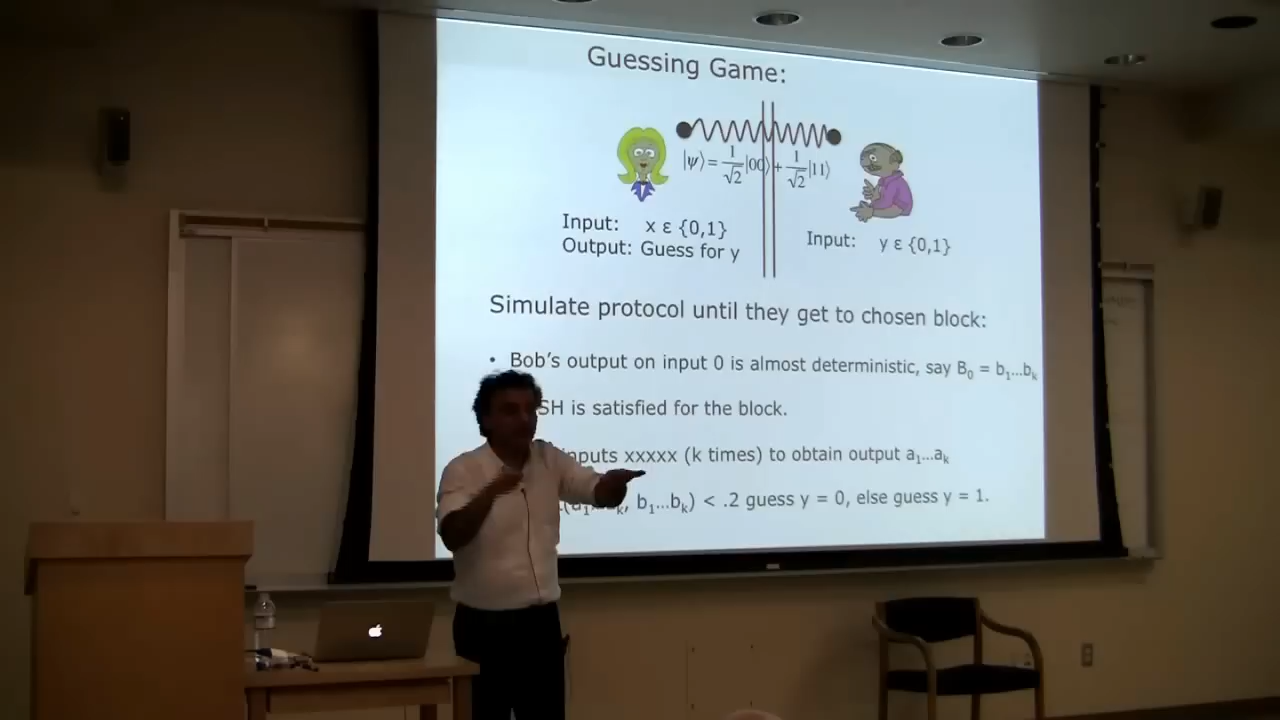 Guessing Game:
|ψ⟩ = 1/√2 |00⟩ + 1/√2 |11⟩
Input: x ε {0,1}
Output: Guess for y
Input: y ε {0,1}
Simulate protocol until they get to chosen block:
• Bob's output on input 0 is almost deterministic, say B₀ = b₁...bₖ
SH is satisfied for the block.
inputs xxxxx (k times) to obtain output a₁...aₖ
(a₁...aₖ, b₁...bₖ) < .2 guess y = 0, else guess y = 1.